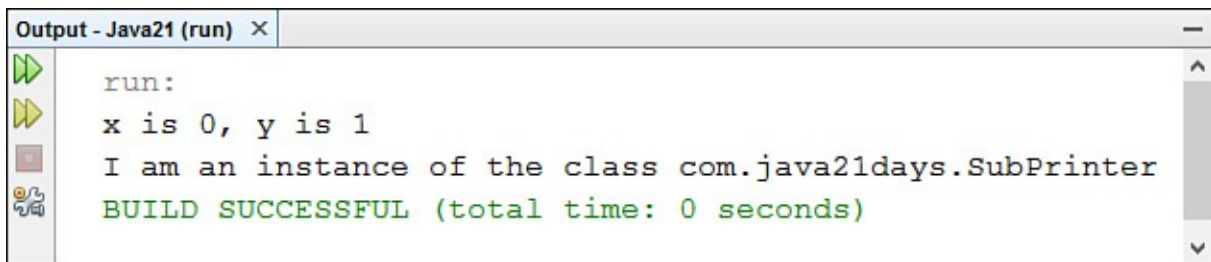 Output - Java21 (run)
run:
x is 0, y is 1
I am an instance of the class com.java21days.SubPrinter
BUILD SUCCESSFUL (total time: 0 seconds)